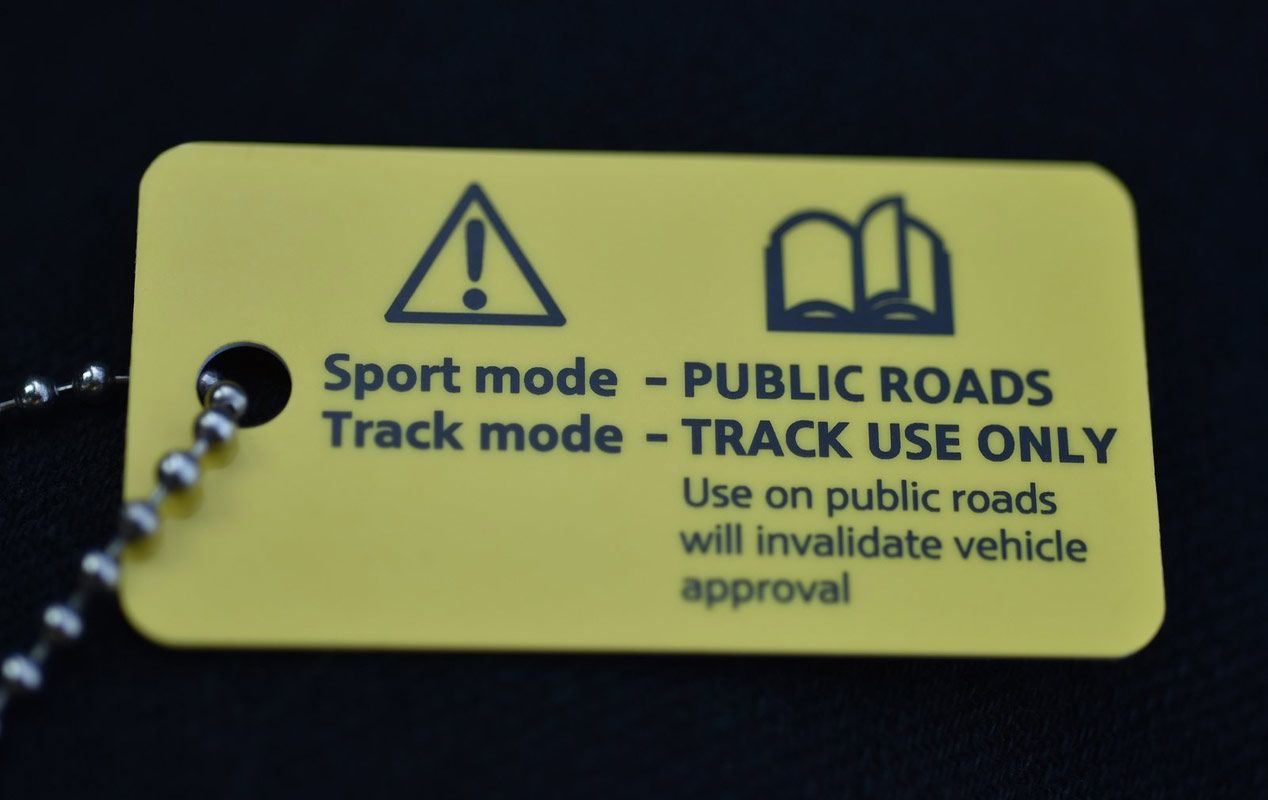 Sport mode - PUBLIC ROADS
Track mode - TRACK USE ONLY
Use on public roads
will invalidate vehicle
approval